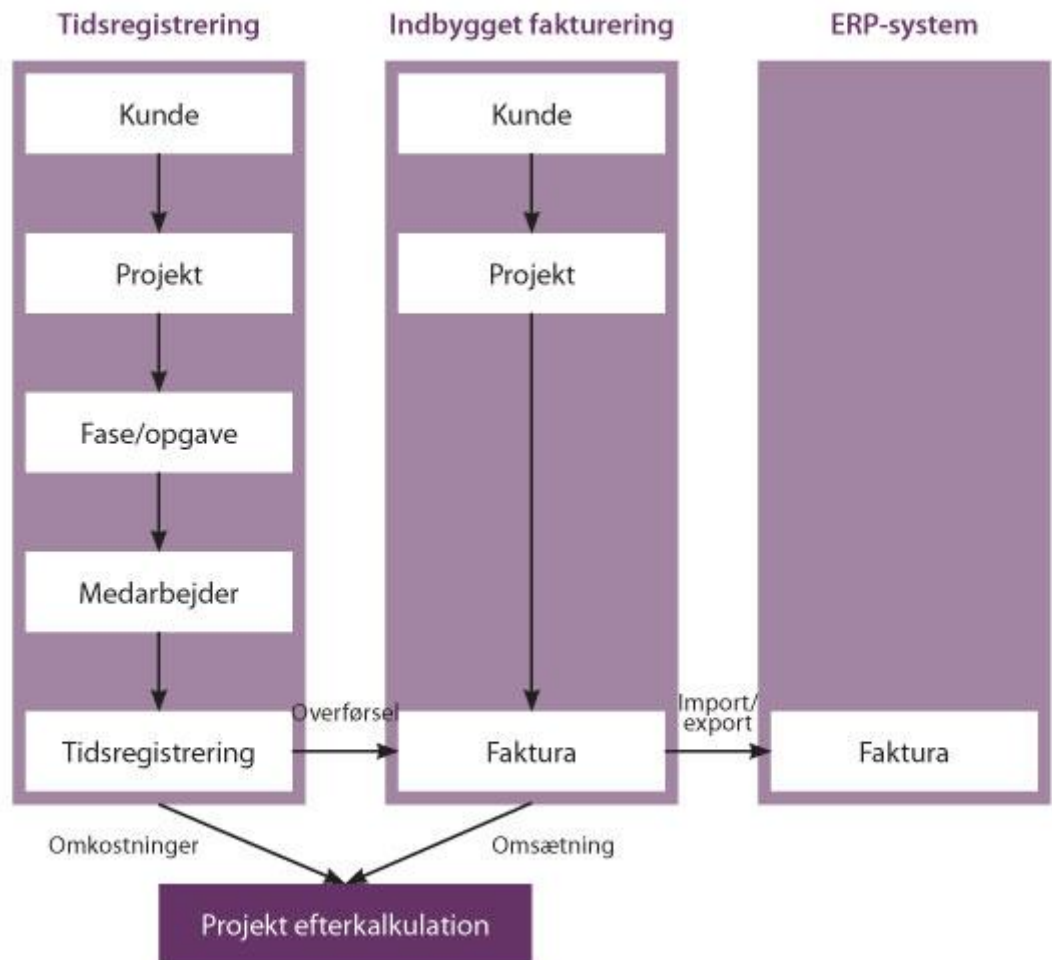 Tidsregistrering
Indbygget fakturering
ERP-system
Kunde
Kunde
Projekt
Projekt
Fase/opgave
Medarbejder
Overførsel
Import/
export
Tidsregistrering
Faktura
Faktura
Omkostninger
Omsætning
Projekt efterkalkulation